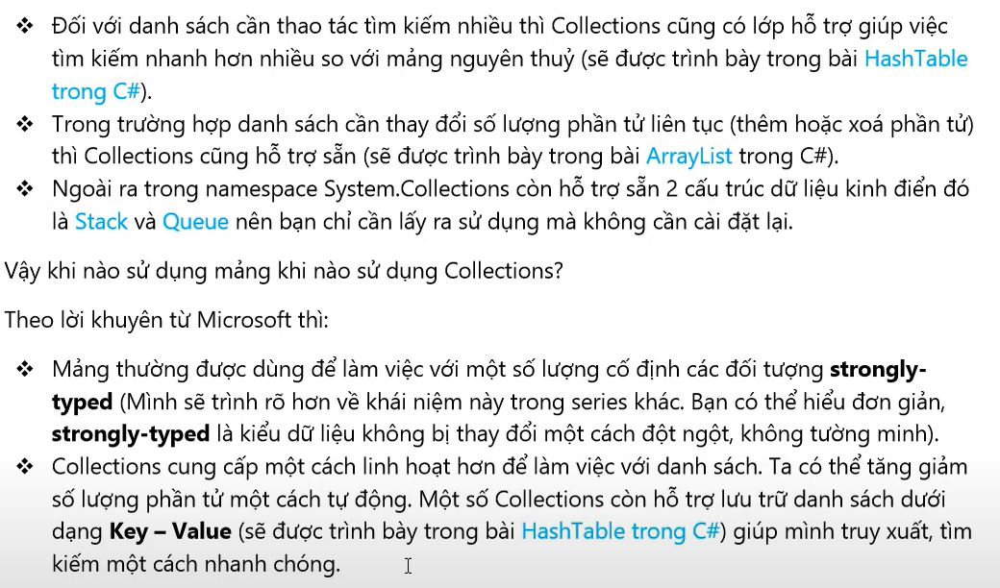 ❖ Đối với danh sách cần thao tác tìm kiếm nhiều thì Collections cũng có lớp hỗ trợ giúp việc
tìm kiếm nhanh hơn nhiều so với mảng nguyên thuỷ (sẽ được trình bày trong bài HashTable
trong C#).
❖ Trong trường hợp danh sách cần thay đổi số lượng phần tử liên tục (thêm hoặc xoá phần tử)
thì Collections cũng hỗ trợ sẵn (sẽ được trình bày trong bài ArrayList trong C#).
❖ Ngoài ra trong namespace System.Collections còn hỗ trợ sẵn 2 cấu trúc dữ liệu kinh điển đó
là Stack và Queue nên bạn chỉ cần lấy ra sử dụng mà không cần cài đặt lại.
Vậy khi nào sử dụng mảng khi nào sử dụng Collections?
Theo lời khuyên từ Microsoft thì:
❖ Mảng thường được dùng để làm việc với một số lượng cố định các đối tượng strongly-
typed (Mình sẽ trình rõ hơn về khái niệm này trong series khác. Bạn có thể hiểu đơn giản,
strongly-typed là kiểu dữ liệu không bị thay đổi một cách đột ngột, không tường minh).
❖ Collections cung cấp một cách linh hoạt hơn để làm việc với danh sách. Ta có thể tăng giảm
số lượng phần tử một cách tự động. Một số Collections còn hỗ trợ lưu trữ danh sách dưới
dạng Key – Value (sẽ được trình bày trong bài HashTable trong C#) giúp mình truy xuất, tìm
kiếm một cách nhanh chóng.